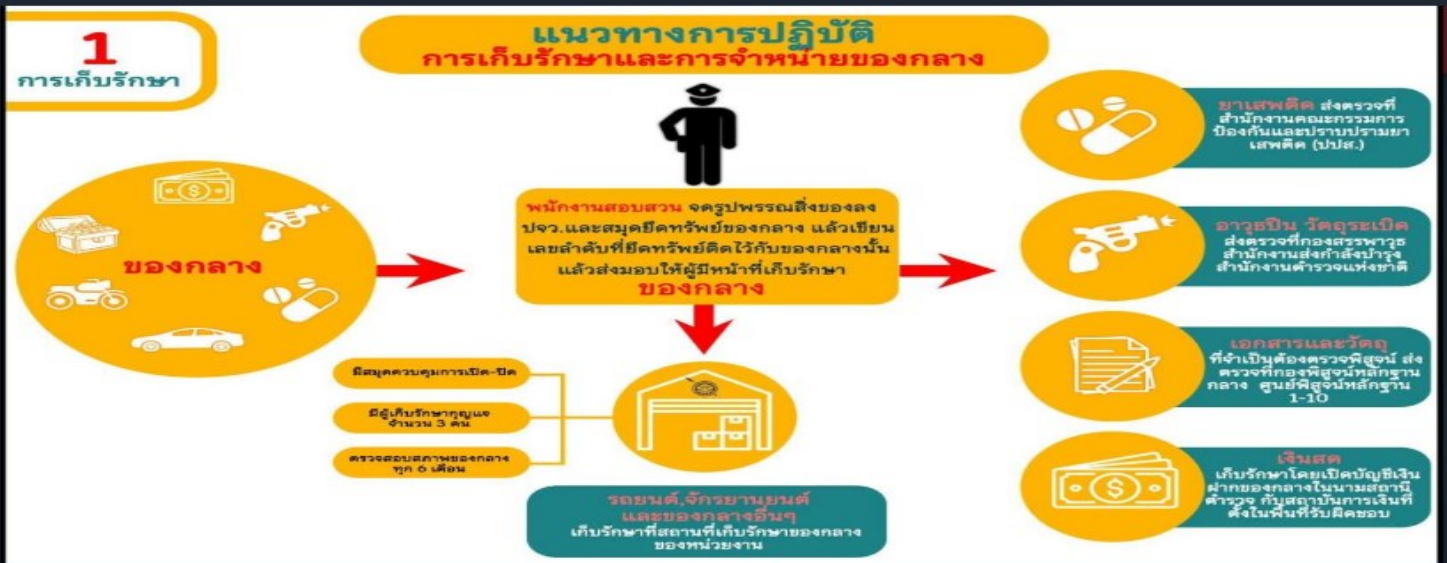 1
การเก็บรักษา
แนวทางการปฏิบัติ
การเก็บรักษาและการจำหน่ายของกลาง
ของกลาง
พนักงานสอบสวน จดรูปพรรณสิ่งของลง
ปจว.และสมุดยึดทรัพย์ของกลาง แล้วเขียน
เลขลำดับที่ยึดทรัพย์ติดไว้กับของกลางนั้น
แล้วส่งมอบให้ผู้มีหน้าที่เก็บรักษา
ของกลาง
มีสมุดควบคุมการเปิด-ปิด
มีผู้เก็บรักษากุญแจ
จำนวน 3 คน
ตรวจสอบสภาพของกลาง
ทุก 6 เดือน
รถยนต์,จักรยานยนต์
และของกลางอื่นๆ
เก็บรักษาที่สถานที่เก็บรักษาของกลาง
ของหน่วยงาน
ยาเสพติด ส่งตรวจที่
สำนักงานคณะกรรมการ
ป้องกันและปราบปรามยา
เสพติด (ปปส.)
อาวุธปืน วัตถุระเบิด
ส่งตรวจที่กองสรรพาวุธ
สำนักงานส่งกำลังบำรุง
สำนักงานตำรวจแห่งชาติ
เอกสารและวัตถุ
ที่จำเป็นต้องตรวจพิสูจน์ ส่ง
ตรวจที่กองพิสูจน์หลักฐาน
กลาง ศูนย์พิสูจน์หลักฐาน
1-10
เงินสด
เก็บรักษาโดยเปิดบัญชีเงิน
ฝากของกลางในนามสถานี
ตำรวจ กับสถาบันการเงินที่
ตั้งในพื้นที่รับผิดชอบ